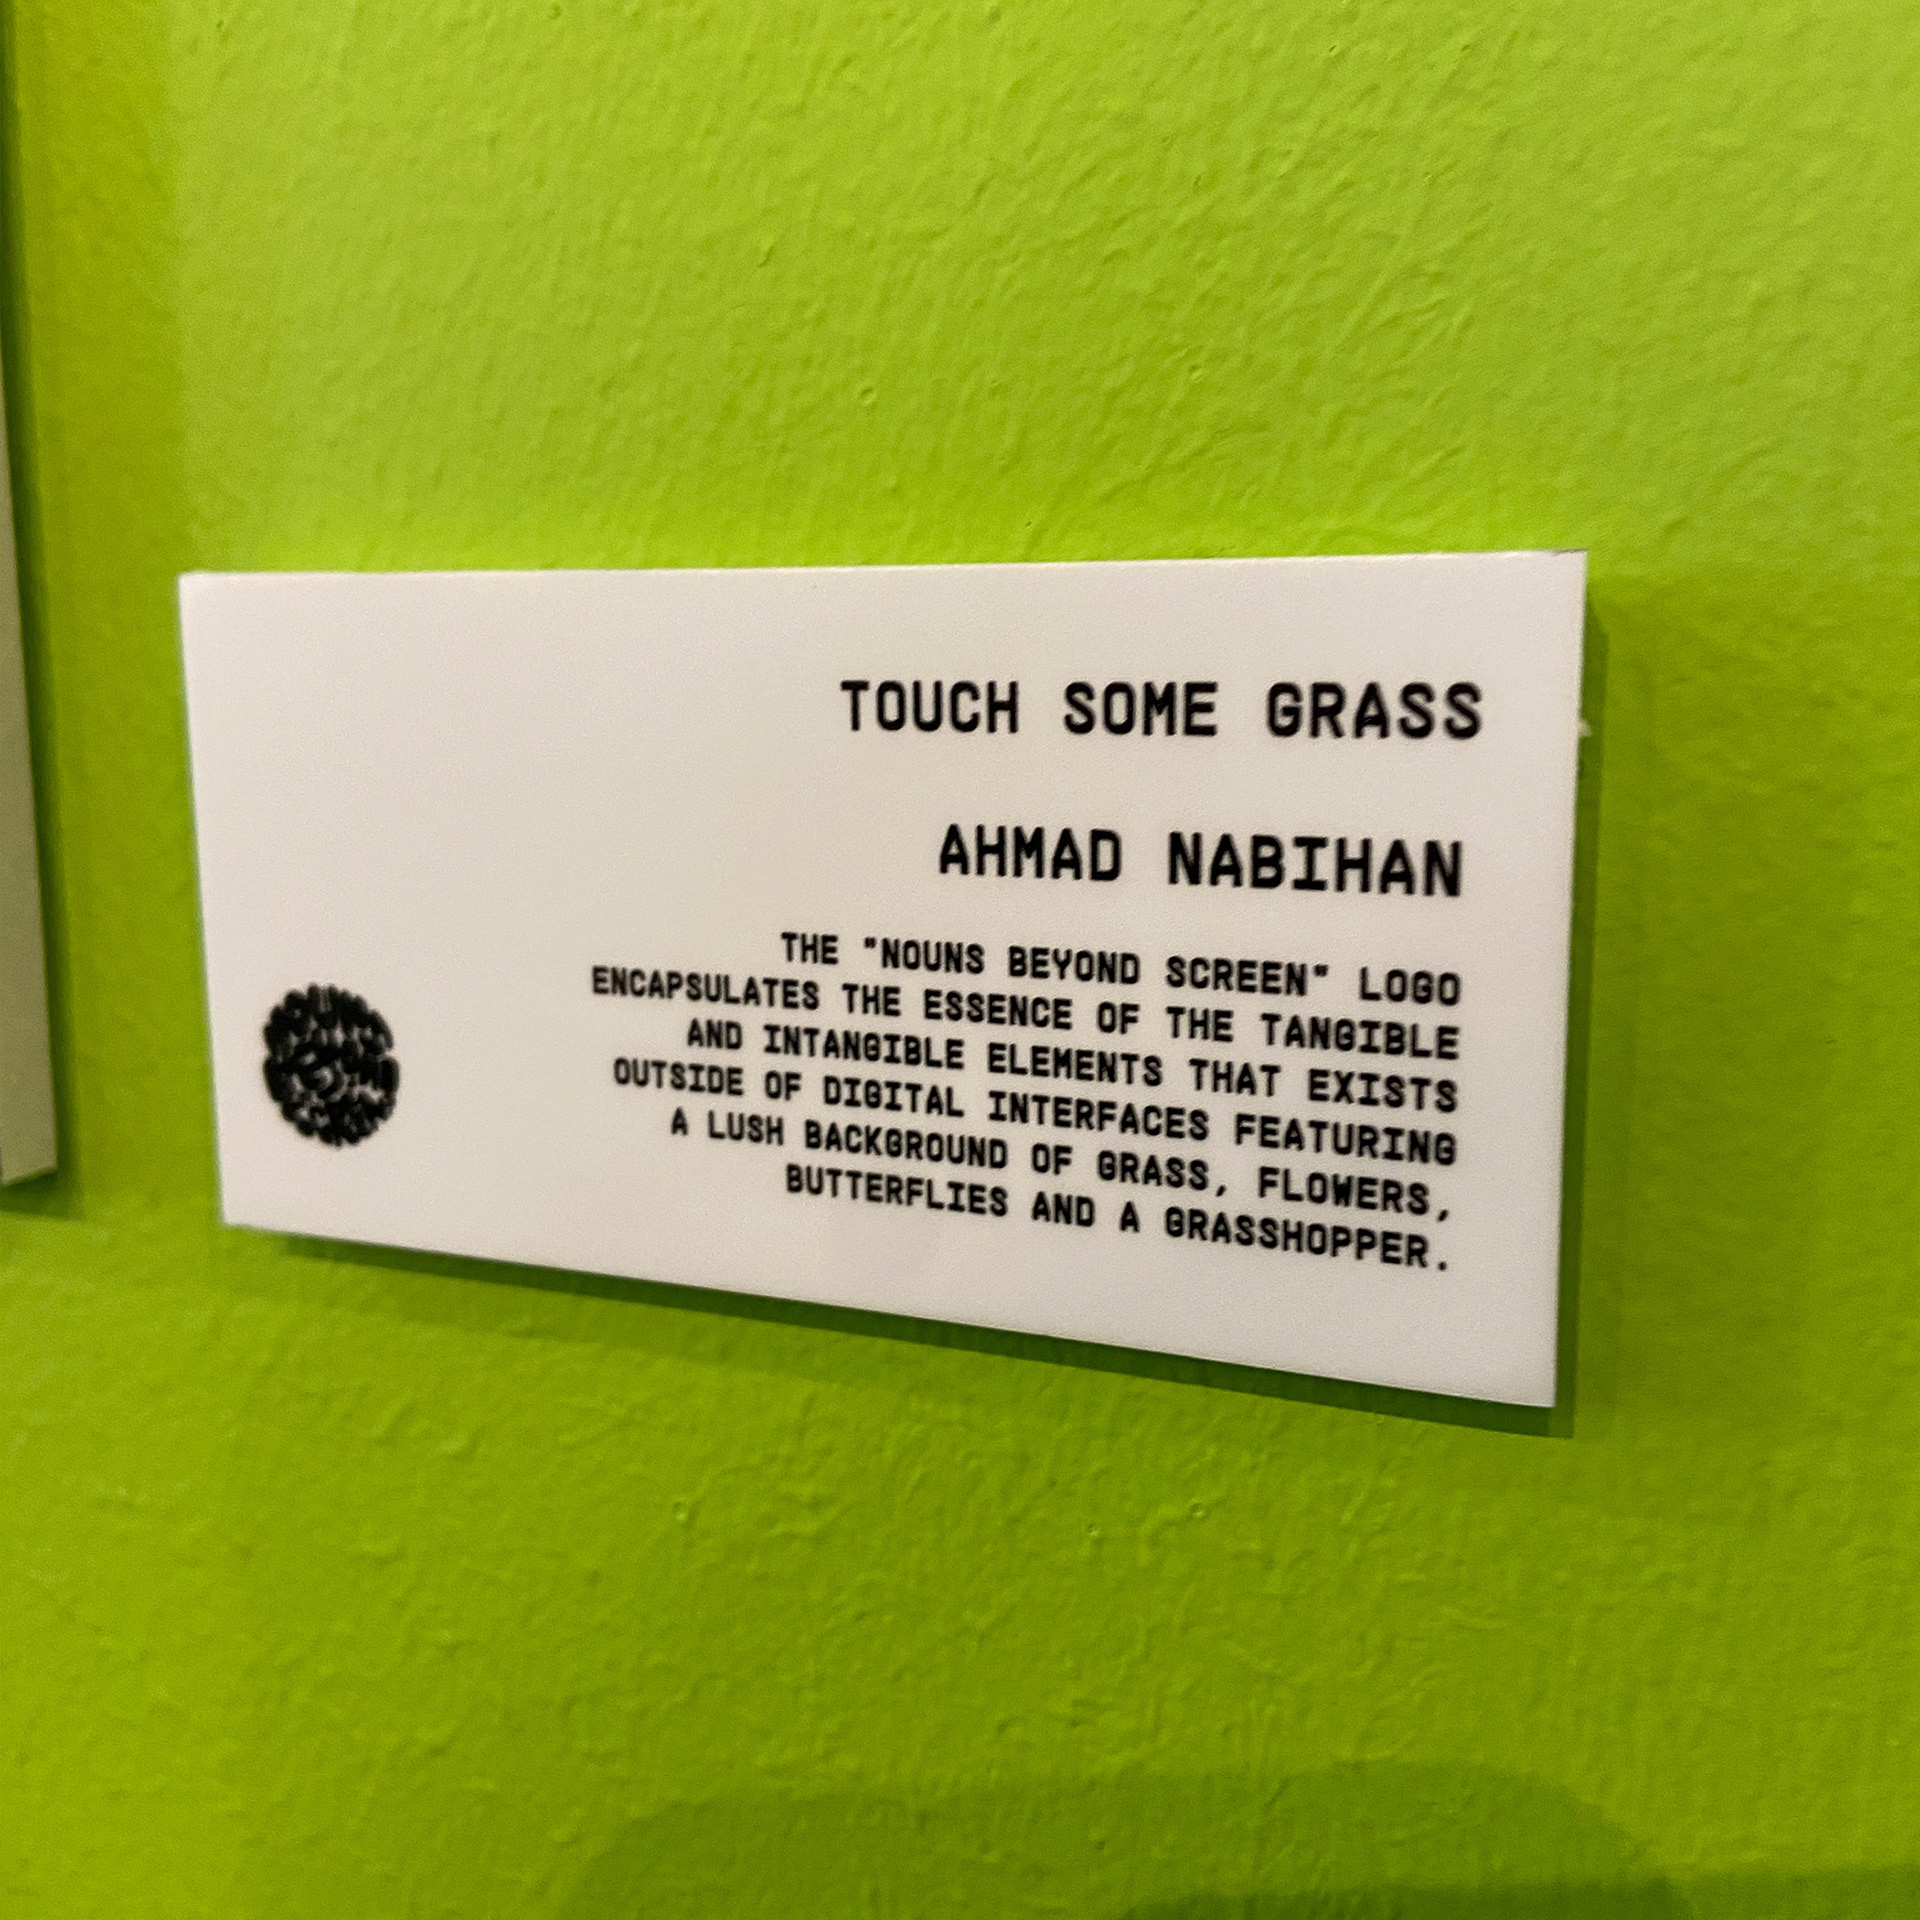 TOUCH SOME GRASS
AHMAD NABIHAN
THE "NOUNS BEYOND SCREEN" LOGO
ENCAPSULATES THE ESSENCE OF THE TANGIBLE
AND INTANGIBLE ELEMENTS THAT EXISTS
OUTSIDE OF DIGITAL INTERFACES FEATURING
A LUSH BACKGROUND OF GRASS, FLOWERS,
BUTTERFLIES AND A GRASSHOPPER.